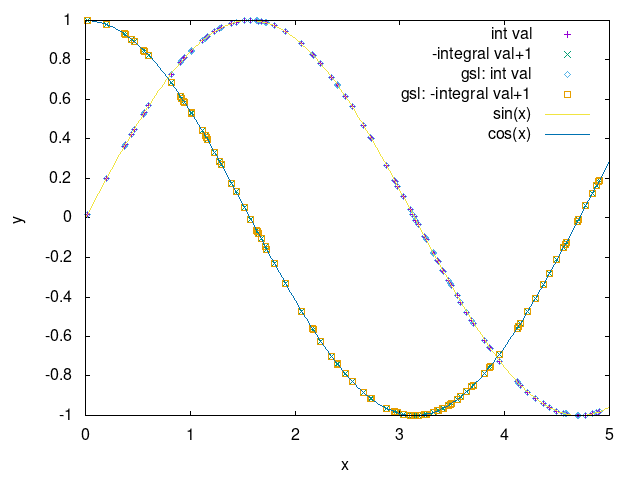 1
0.8
0.6
0.4
0.2
0
-0.2
-0.4
-0.6
-0.8
-1
y
int val
-integral val+1
gsl: int val
gsl: -integral val+1
sin(x)
cos(x)
0 1 2 3 4 5
x